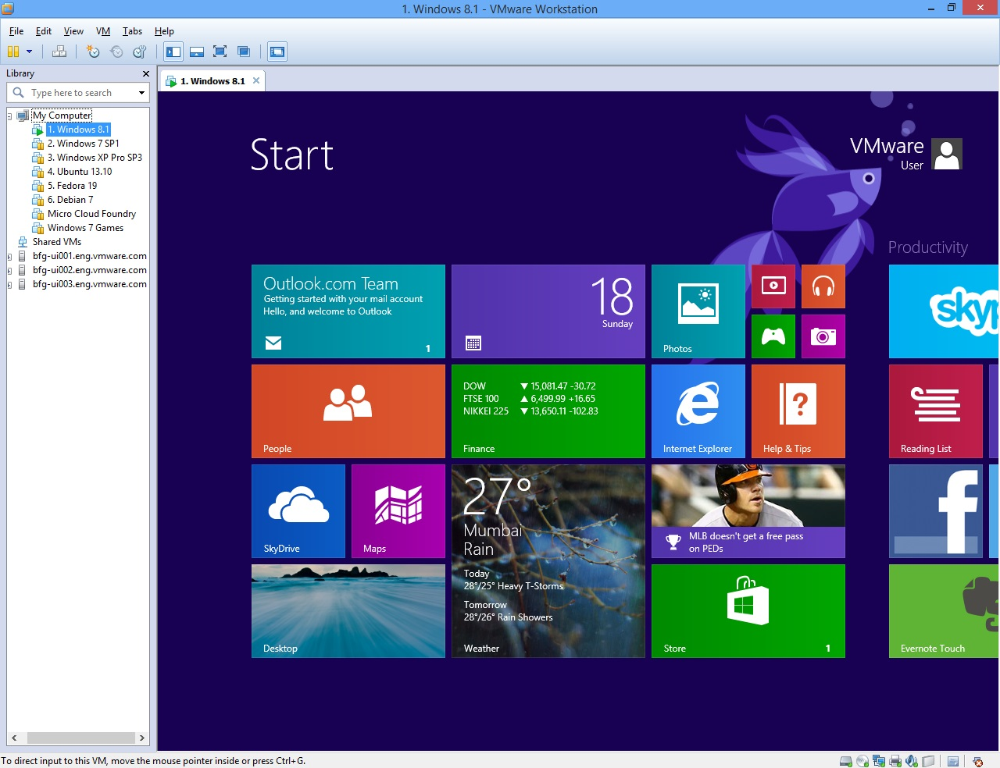 1. Windows 8.1 - VMware Workstation
File Edit View VM Tabs Help
Library
Type here to search
My Computer
1. Windows 8.1
2. Windows 7 SP1
3. Windows XP Pro SP3
4. Ubuntu 13.10
5. Fedora 19
6. Debian 7
Micro Cloud Foundry
Windows 7 Games
Shared VMs
bfg-ui001.eng.vmware.com
bfg-ui002.eng.vmware.com
bfg-ui003.eng.vmware.com
1. Windows 8.1
Start
VMware
User
Productivity
Outlook.com Team
Getting started with your mail account
Hello, and welcome to Outlook
1
18
Sunday
Photos
skyp
People
DOW ▼ 15,081.47 -30.72
FTSE 100 ▲ 6,499.99 +16.65
NIKKEI 225 ▼ 13,650.11 -102.83
Finance
Internet Explorer
Help & Tips
Reading List
SkyDrive
Maps
27°
Mumbai
Rain
Today
28°/25° Heavy T-Storms
Tomorrow
28°/26° Rain Showers
Weather
MLB doesn't get a free pass
on PEDs
f
Desktop
Store
1
Evernote Touch
To direct input to this VM, move the mouse pointer inside or press Ctrl+G.